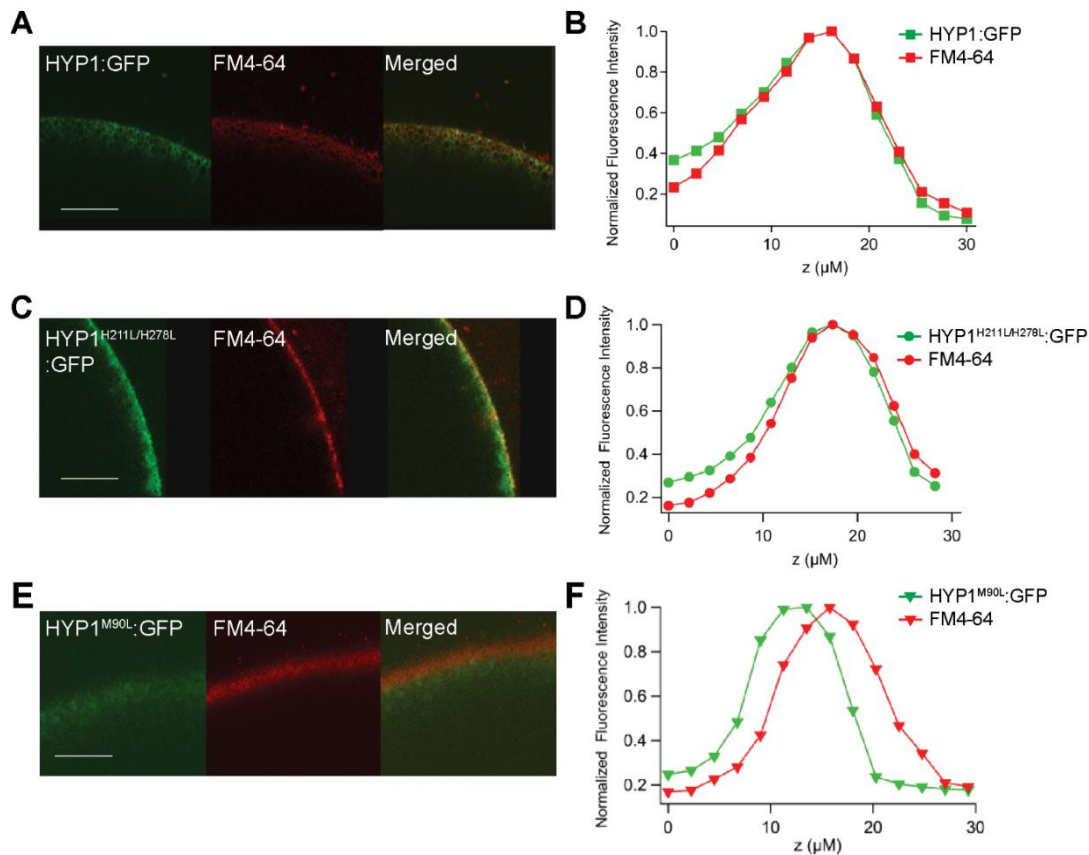 A
HYP1:GFP
FM4-64
Merged
B
Normalized Fluorescence Intensity
1.0
0.8
0.6
0.4
0.2
0
10
20
30
z (µM)
HYP1:GFP
FM4-64
C
HYP1H211L/H278L
:GFP
FM4-64
Merged
D
Normalized Fluorescence Intensity
1.0
0.8
0.6
0.4
0.2
0
10
20
30
z (µM)
HYP1H211L/H278L:GFP
FM4-64
E
HYP1M90L:GFP
FM4-64
Merged
F
Normalized Fluorescence Intensity
1.0
0.8
0.6
0.4
0.2
0
10
20
30
z (µM)
HYP1M90L:GFP
FM4-64